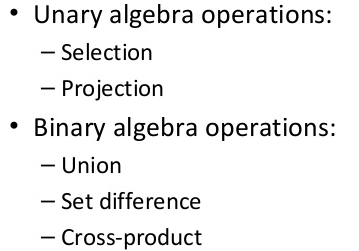 • Unary algebra operations:
– Selection
– Projection
• Binary algebra operations:
– Union
– Set difference
– Cross-product